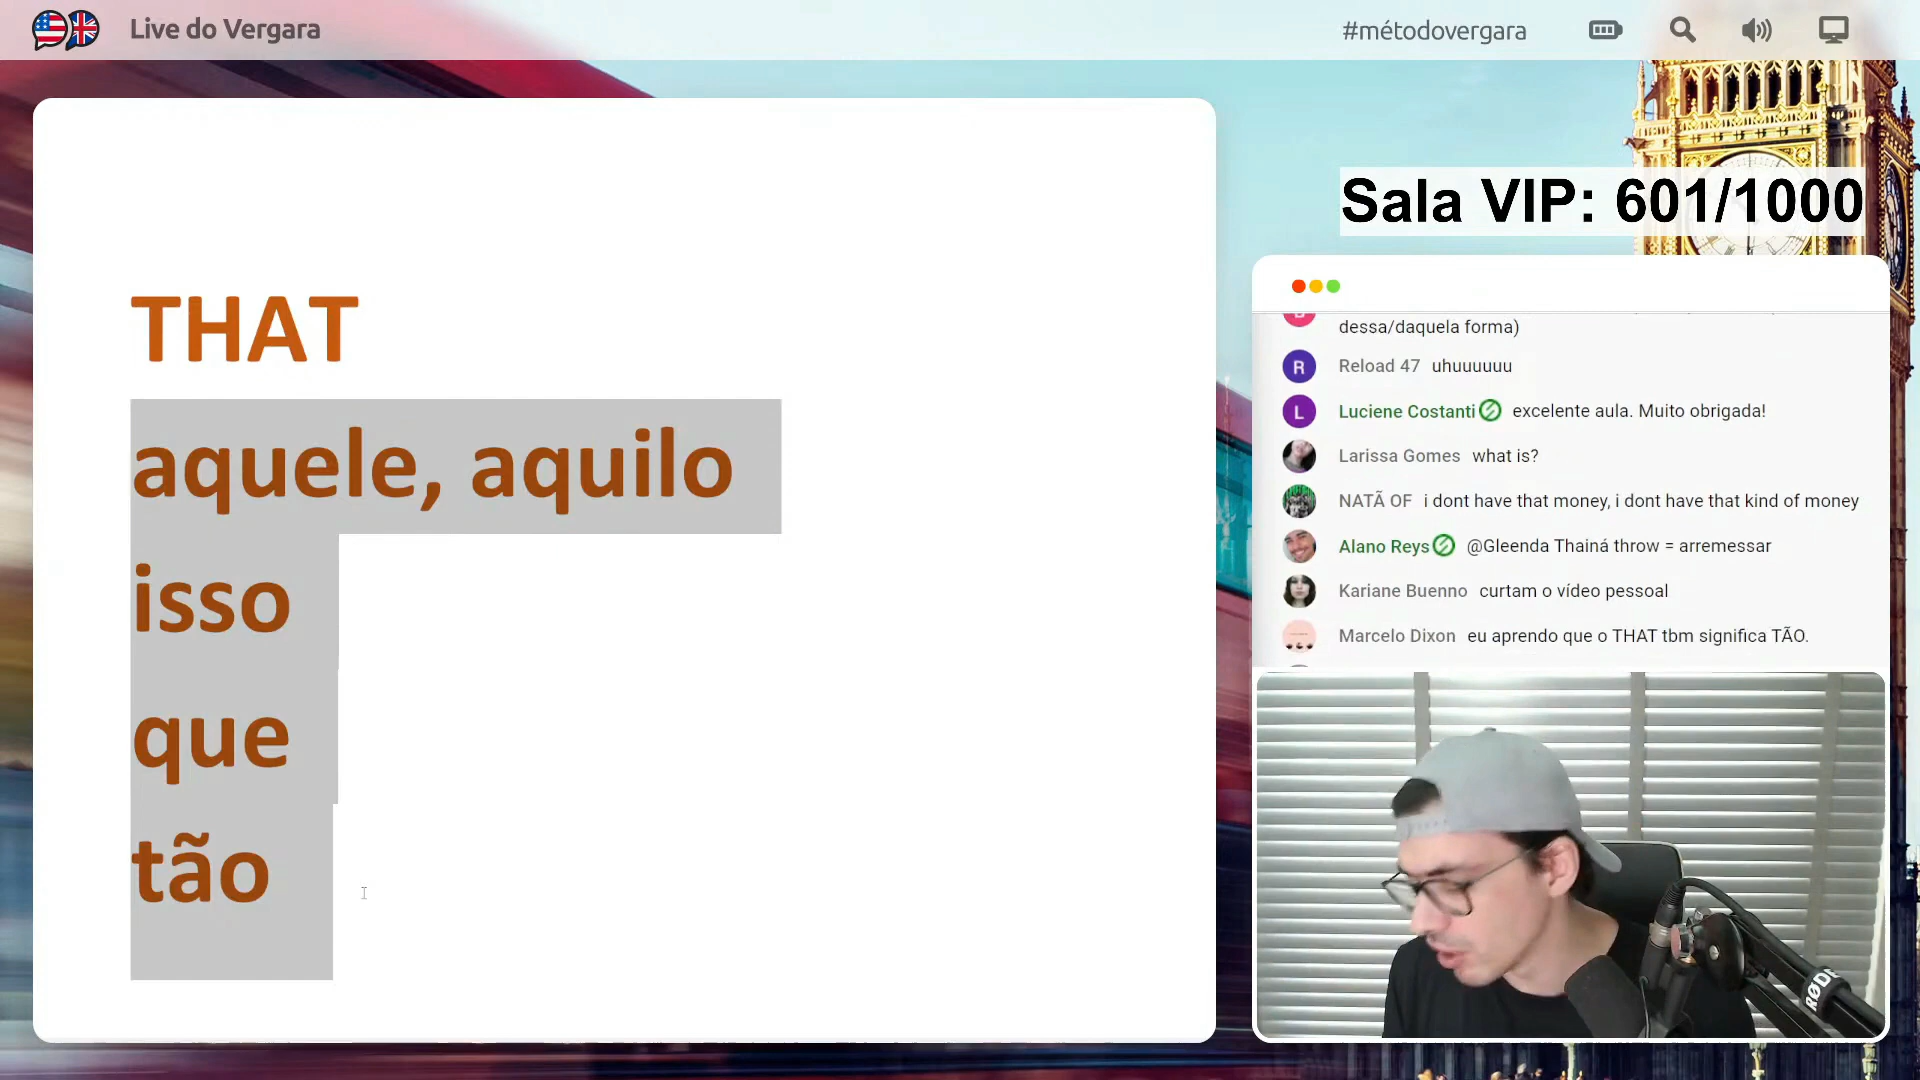 Live do Vergara
#métodovergara
Sala VIP: 601/1000
THAT
aquele, aquilo
isso
que
tão
dessa/daquela forma)
R Reload 47 uhuuuuuu
L Luciene Costanti excelente aula. Muito obrigada!
Larissa Gomes what is?
NATÃ OF i dont have that money, i dont have that kind of money
Alano Reys @Gleenda Thainá throw = arremessar
Kariane Buenno curtam o vídeo pessoal
Marcelo Dixon eu aprendo que o THAT tbm significa TÃO.
RØDE